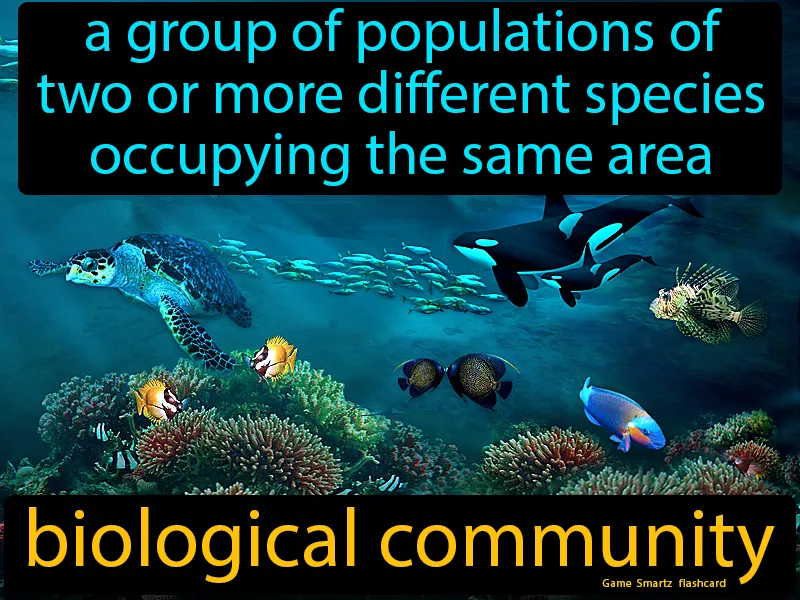 a group of populations of
two or more different species
occupying the same area
biological community
Game Smartz flashcard